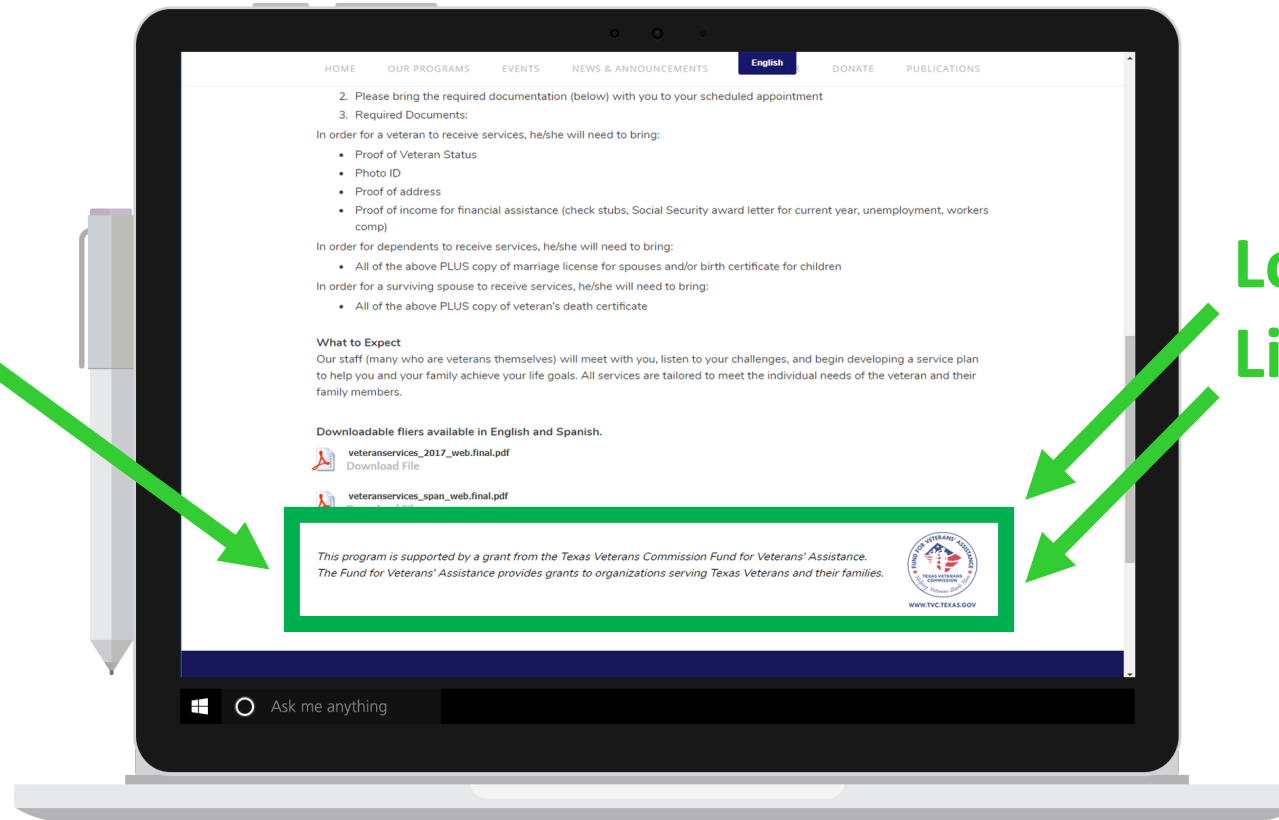 HOME OUR PROGRAMS EVENTS NEWS & ANNOUNCEMENTS English DONATE PUBLICATIONS
2. Please bring the required documentation (below) with you to your scheduled appointment
3. Required Documents:
In order for a veteran to receive services, he/she will need to bring:
• Proof of Veteran Status
• Photo ID
• Proof of address
• Proof of income for financial assistance (check stubs, Social Security award letter for current year, unemployment, workers
comp)
In order for dependents to receive services, he/she will need to bring:
• All of the above PLUS copy of marriage license for spouses and/or birth certificate for children
In order for a surviving spouse to receive services, he/she will need to bring:
• All of the above PLUS copy of veteran's death certificate
What to Expect
Our staff (many who are veterans themselves) will meet with you, listen to your challenges, and begin developing a service plan
to help you and your family achieve your life goals. All services are tailored to meet the individual needs of the veteran and their
family members.
Downloadable fliers available in English and Spanish.
veteranservices_2017_web.final.pdf
Download File
veteranservices_span_web.final.pdf
This program is supported by a grant from the Texas Veterans Commission Fund for Veterans' Assistance.
The Fund for Veterans' Assistance provides grants to organizations serving Texas Veterans and their families.
FUND FOR VETERANS' ASSISTANCE
TEXAS VETERANS
COMMISSION
WWW.TVC.TEXAS.GOV
Ask me anything